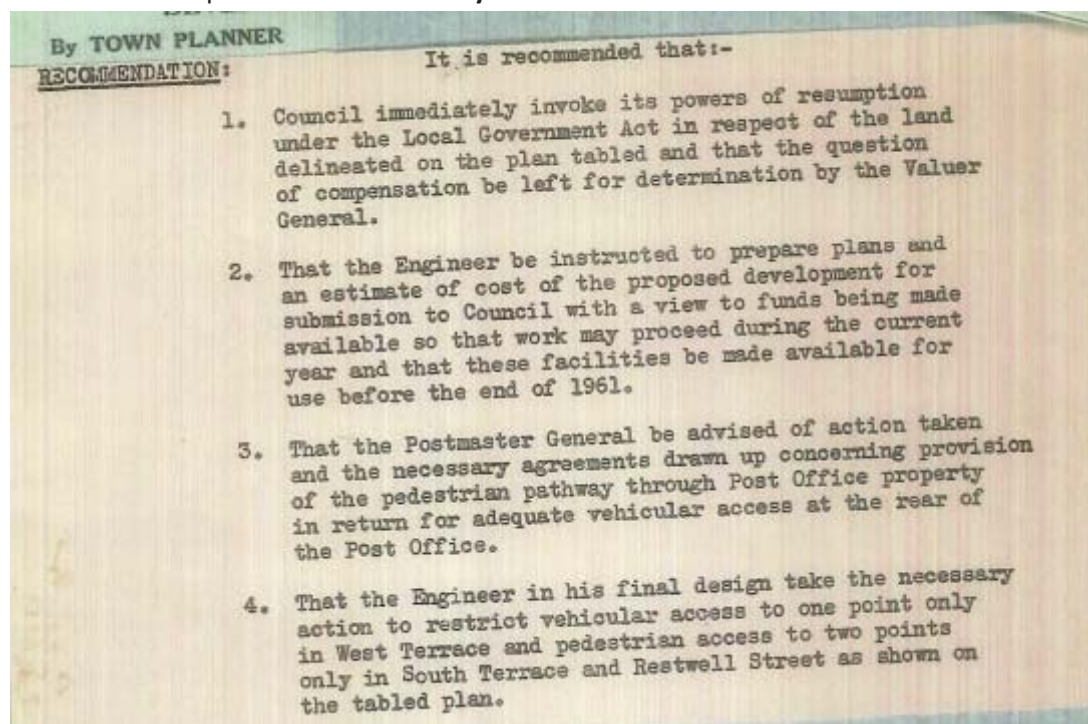 By TOWN PLANNER
RECOMMENDATION:
It is recommended that:-
1. Council immediately invoke its powers of resumption
under the Local Government Act in respect of the land
delineated on the plan tabled and that the question
of compensation be left for determination by the Valuer
General.
2. That the Engineer be instructed to prepare plans and
an estimate of cost of the proposed development for
submission to Council with a view to funds being made
available so that work may proceed during the current
year and that these facilities be made available for
use before the end of 1961.
3. That the Postmaster General be advised of action taken
and the necessary agreements drawn up concerning provision
of the pedestrian pathway through Post Office property
in return for adequate vehicular access at the rear of
the Post Office.
4. That the Engineer in his final design take the necessary
action to restrict vehicular access to one point only
in West Terrace and pedestrian access to two points
only in South Terrace and Restwell Street as shown on
the tabled plan.